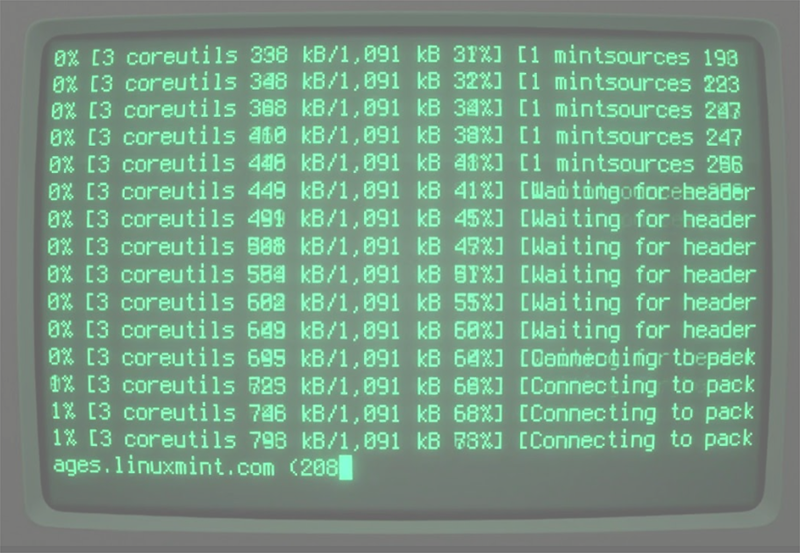 0% [3 coreutils 338 kB/1,091 kB 31%] [1 mintsources 193
0% [3 coreutils 348 kB/1,091 kB 32%] [1 mintsources 223
0% [3 coreutils 368 kB/1,091 kB 34%] [1 mintsources 247
0% [3 coreutils 410 kB/1,091 kB 38%] [1 mintsources 247
0% [3 coreutils 446 kB/1,091 kB 41%] [1 mintsources 256
0% [3 coreutils 449 kB/1,091 kB 41%] [Waiting for header
0% [3 coreutils 491 kB/1,091 kB 45%] [Waiting for header
0% [3 coreutils 508 kB/1,091 kB 47%] [Waiting for header
0% [3 coreutils 554 kB/1,091 kB 51%] [Waiting for header
0% [3 coreutils 602 kB/1,091 kB 55%] [Waiting for header
0% [3 coreutils 649 kB/1,091 kB 60%] [Waiting for header
0% [3 coreutils 695 kB/1,091 kB 64%] [Connecting to pack
1% [3 coreutils 723 kB/1,091 kB 66%] [Connecting to pack
1% [3 coreutils 746 kB/1,091 kB 68%] [Connecting to pack
1% [3 coreutils 793 kB/1,091 kB 73%] [Connecting to pack
ages.linuxmint.com (208